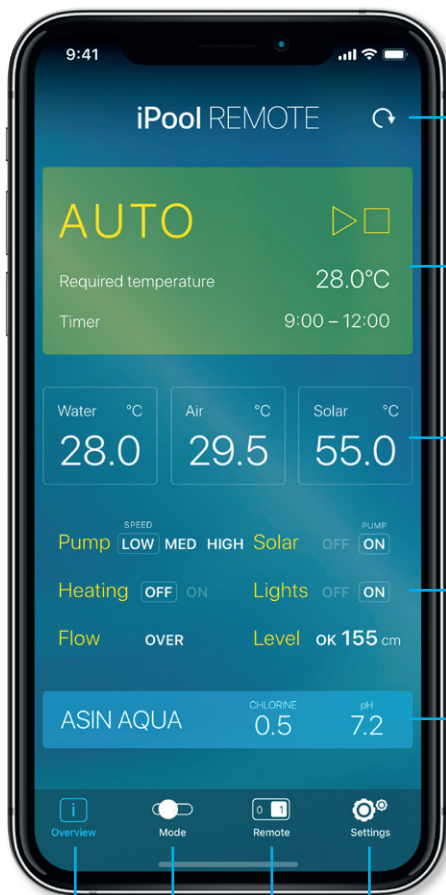 9:41
iPool REMOTE
AUTO
Required temperature 28.0°C
Timer 9:00 – 12:00
Water °C Air °C Solar °C
28.0 29.5 55.0
SPEED PUMP
Pump LOW MED HIGH Solar OFF ON
Heating OFF ON Lights OFF ON
Flow OVER Level OK 155 cm
CHLORINE pH
ASIN AQUA 0.5 7.2
i 0 1
Overview Mode Remote Settings